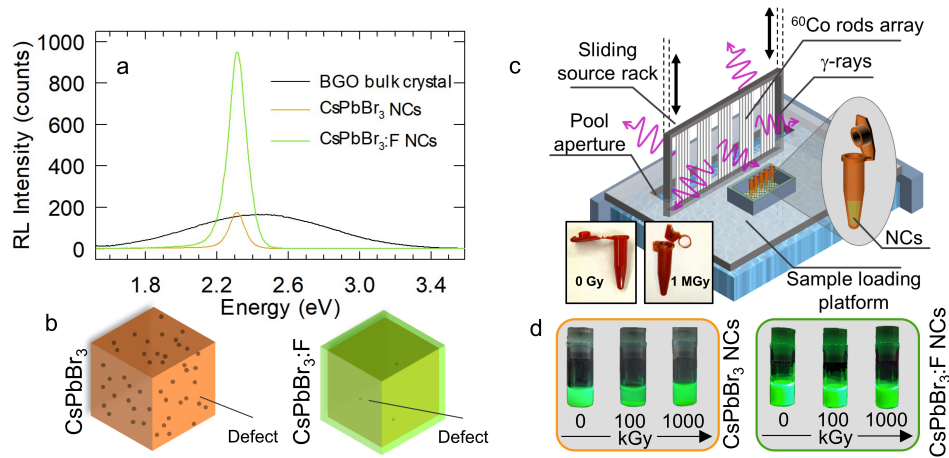 a
RL Intensity (counts)
1000
800
600
400
200
0
BGO bulk crystal
CsPbBr₃ NCs
CsPbBr₃:F NCs
1.8 2.2 2.6 3.0 3.4
Energy (eV)
b
CsPbBr₃
Defect
CsPbBr₃:F
Defect
c
Sliding
source rack
⁶⁰Co rods array
γ-rays
Pool
aperture
NCs
0 Gy
1 MGy
Sample loading
platform
d
0 100 1000
kGy
CsPbBr₃ NCs
0 100 1000
kGy
CsPbBr₃:F NCs